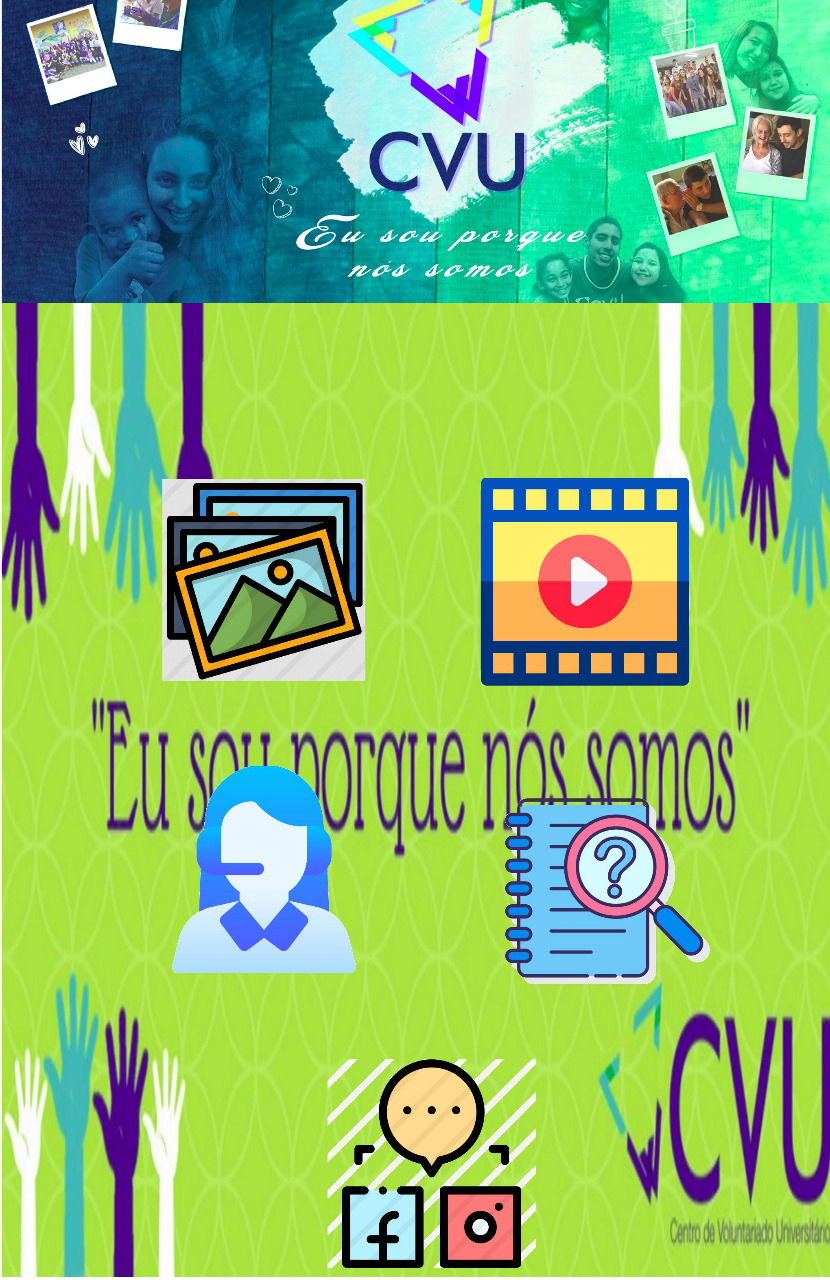 CVU
Eu sou porque
nós somos
"Eu sou porque nós somos"
CVU
Centro de Voluntariado Universitário